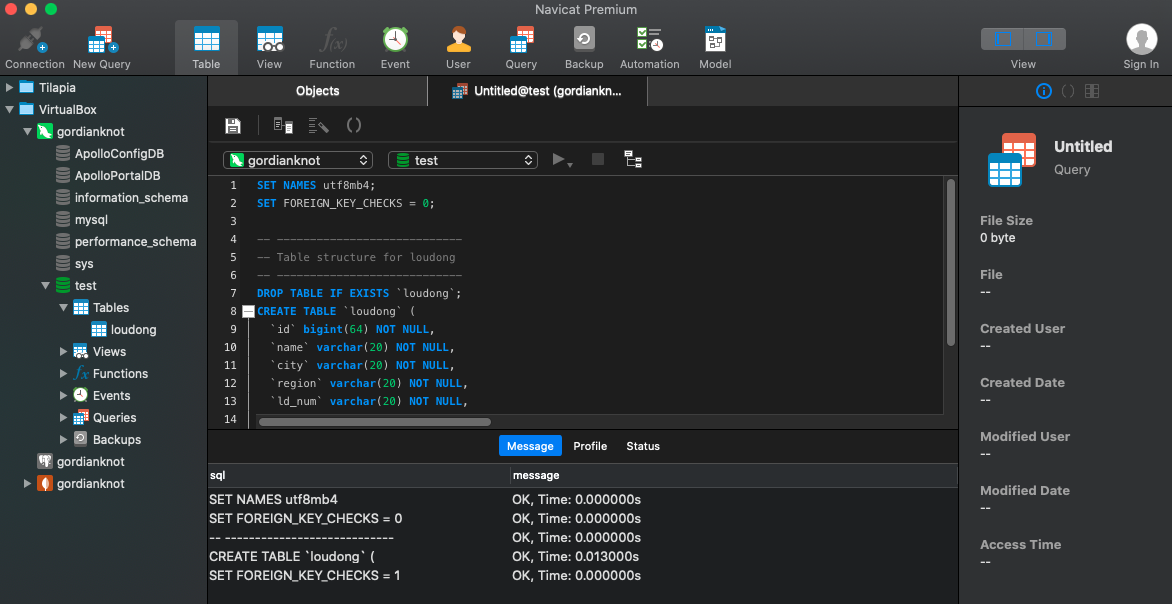 Navicat Premium
Connection
New Query
Table
View
Function
Event
User
Query
Backup
Automation
Model
View
Sign In
Tilapia
VirtualBox
gordianknot
ApolloConfigDB
ApolloPortalDB
information_schema
mysql
performance_schema
sys
test
Tables
loudong
Views
Functions
Events
Queries
Backups
gordianknot
gordianknot
Objects
Untitled@test (gordiankn...
gordianknot
test
1 SET NAMES utf8mb4;
2 SET FOREIGN_KEY_CHECKS = 0;
3
4 -- ----------------------------
5 -- Table structure for loudong
6 -- ----------------------------
7 DROP TABLE IF EXISTS `loudong`;
8 CREATE TABLE `loudong` (
9 `id` bigint(64) NOT NULL,
10 `name` varchar(20) NOT NULL,
11 `city` varchar(20) NOT NULL,
12 `region` varchar(20) NOT NULL,
13 `ld_num` varchar(20) NOT NULL,
14
Message Profile Status
sql message
SET NAMES utf8mb4 OK, Time: 0.000000s
SET FOREIGN_KEY_CHECKS = 0 OK, Time: 0.000000s
-- ---------------------------- OK, Time: 0.000000s
CREATE TABLE `loudong` ( OK, Time: 0.013000s
SET FOREIGN_KEY_CHECKS = 1 OK, Time: 0.000000s
Untitled
Query
File Size
0 byte
File
--
Created User
--
Created Date
--
Modified User
--
Modified Date
--
Access Time
--